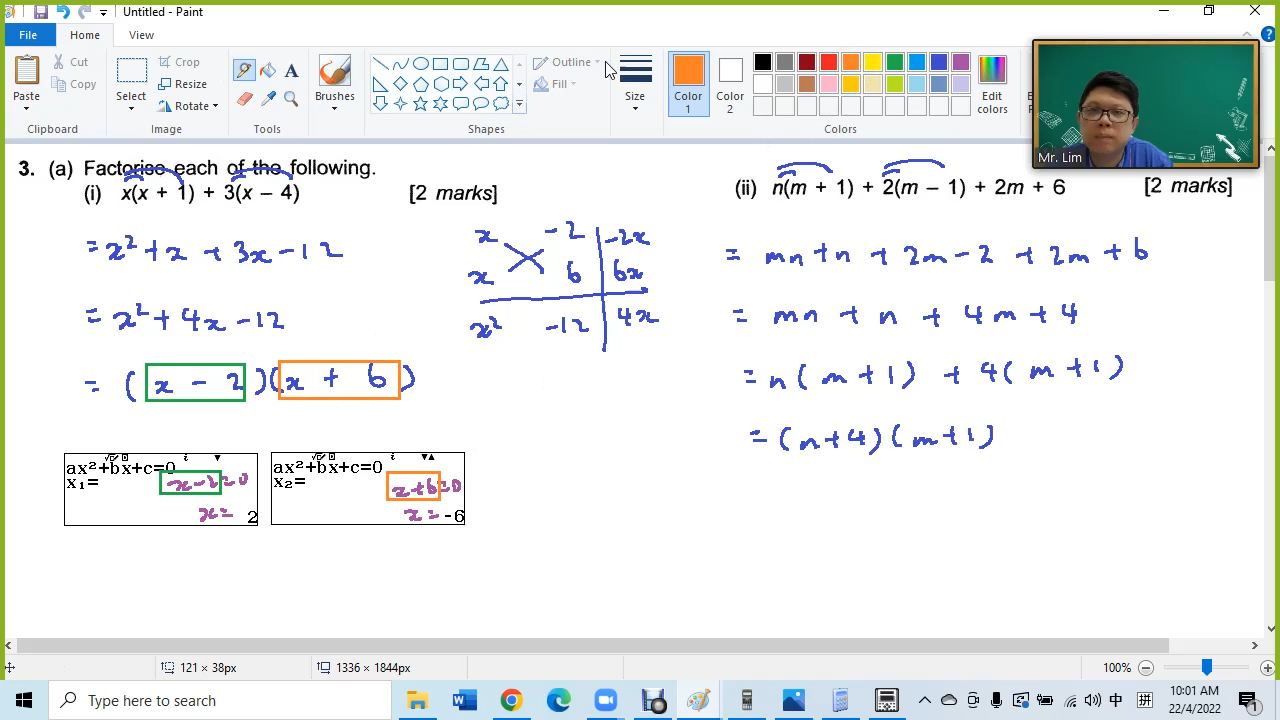 Untitled - Paint
File Home View
Paste Cut Copy Clipboard
Select Crop Resize Rotate Image
Tools
Brushes
Shapes
Outline Fill
Size
Color 1 Color 2 Colors
Edit colors
Mr. Lim
3. (a) Factorise each of the following.
(i) x(x + 1) + 3(x – 4) [2 marks]
= x² + x + 3x - 12
= x² + 4x - 12
= (x - 2)(x + 6)
x -2 -2x
x 6 6x
x² -12 4x
ax²+bx+c=0
x₁=
x-2=0
x= 2
ax²+bx+c=0
x₂=
x+6=0
x= -6
(ii) n(m + 1) + 2(m – 1) + 2m + 6 [2 marks]
= mn + n + 2m - 2 + 2m + 6
= mn + n + 4m + 4
= n(m+1) + 4(m+1)
= (n+4)(m+1)
121 × 38px 1336 × 1844px 100%
Type here to search
中 拼 10:01 AM
22/4/2022
1